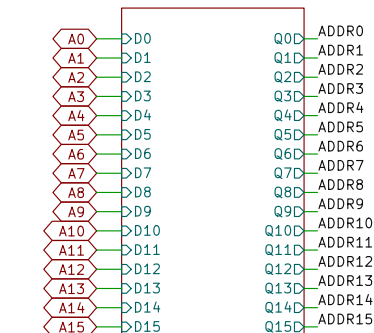 A0 D0 Q0 ADDR0
A1 D1 Q1 ADDR1
A2 D2 Q2 ADDR2
A3 D3 Q3 ADDR3
A4 D4 Q4 ADDR4
A5 D5 Q5 ADDR5
A6 D6 Q6 ADDR6
A7 D7 Q7 ADDR7
A8 D8 Q8 ADDR8
A9 D9 Q9 ADDR9
A10 D10 Q10 ADDR10
A11 D11 Q11 ADDR11
A12 D12 Q12 ADDR12
A13 D13 Q13 ADDR13
A14 D14 Q14 ADDR14
A15 D15 Q15 ADDR15